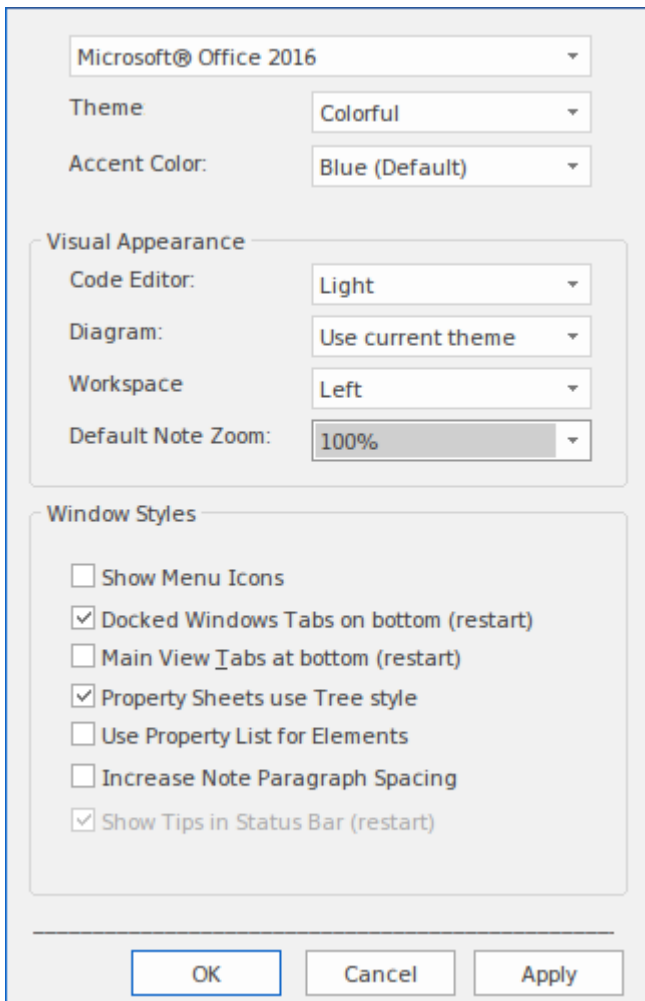 Microsoft® Office 2016
Theme Colorful
Accent Color: Blue (Default)
Visual Appearance
Code Editor: Light
Diagram: Use current theme
Workspace Left
Default Note Zoom: 100%
Window Styles
Show Menu Icons
Docked Windows Tabs on bottom (restart)
Main View Tabs at bottom (restart)
Property Sheets use Tree style
Use Property List for Elements
Increase Note Paragraph Spacing
Show Tips in Status Bar (restart)
OK Cancel Apply